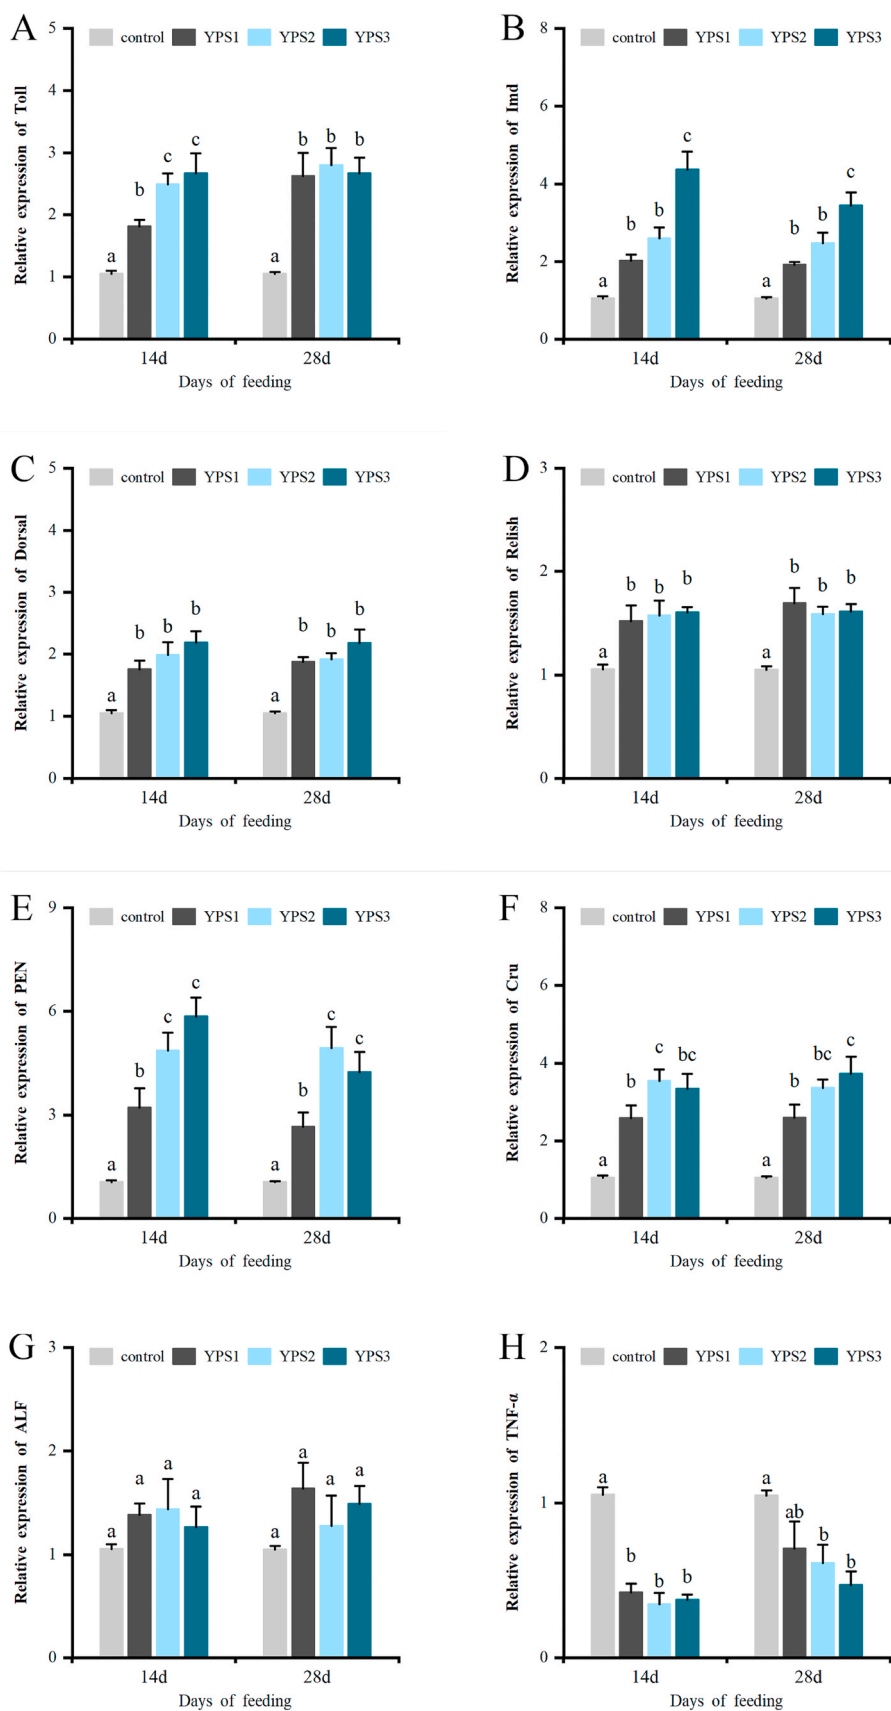 A
control YPS1 YPS2 YPS3
Relative expression of Toll
5
4
3
2
1
0
a b c c
a b b b
14d 28d
Days of feeding
B
control YPS1 YPS2 YPS3
Relative expression of Imd
8
6
4
2
0
a b b c
a b b c
14d 28d
Days of feeding
C
control YPS1 YPS2 YPS3
Relative expression of Dorsal
5
4
3
2
1
0
a b b b
a b b b
14d 28d
Days of feeding
D
control YPS1 YPS2 YPS3
Relative expression of Relish
3
2
1
0
a b b b
a b b b
14d 28d
Days of feeding
E
control YPS1 YPS2 YPS3
Relative expression of PEN
9
6
3
0
a b c c
a b c c
14d 28d
Days of feeding
F
control YPS1 YPS2 YPS3
Relative expression of Cru
8
6
4
2
0
a b c bc
a b bc c
14d 28d
Days of feeding
G
control YPS1 YPS2 YPS3
Relative expression of ALF
3
2
1
0
a a a a
a a a a
14d 28d
Days of feeding
H
control YPS1 YPS2 YPS3
Relative expression of TNF-α
2
1
0
a b b b
a ab b b
14d 28d
Days of feeding